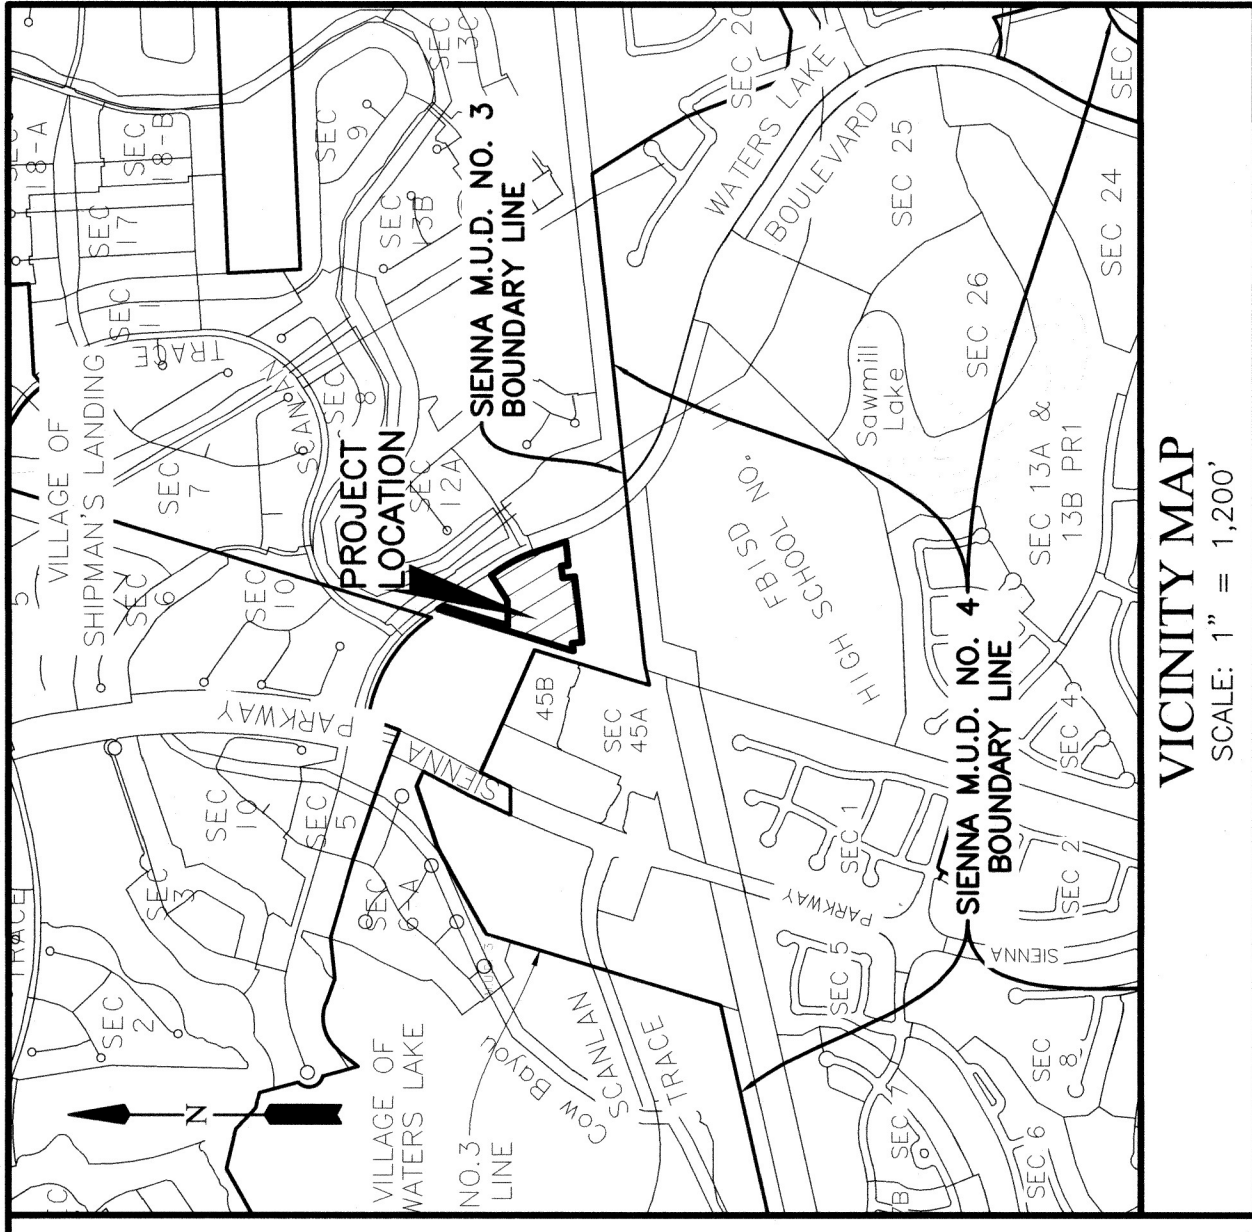 SEC
18-A
SEC
18-B
SEC
17
SEC
11
TRACE
VILLAGE OF
SHIPMAN'S LANDING
SEC
9
SEC
13C
SEC
13B
SEC
8
SEC
7
SEC
6
SEC
10
5
SEC
12A
PROJECT
LOCATION
SIENNA M.U.D. NO. 3
BOUNDARY LINE
SEC 20
WATERS LAKE
BOULEVARD
SEC 25
SEC
SEC 24
SEC 26
Sawmill
Lake
SEC 13A &
13B PR1
FBISD
HIGH SCHOOL NO.
PARKWAY
SIENNA
45B
SEC
45A
SEC
10
SEC
5
SEC
3
SEC
6-A
SEC
2
TRACE
SEC 4
SEC 1
SEC 2
PARKWAY
SIENNA
SEC 5
SIENNA M.U.D. NO. 4
BOUNDARY LINE
SEC
8
SEC 7
SEC 6
SCANLAN
TRACE
Cow Bayou
VILLAGE OF
WATERS LAKE
NO.3
LINE
N
VICINITY MAP
SCALE: 1" = 1,200'